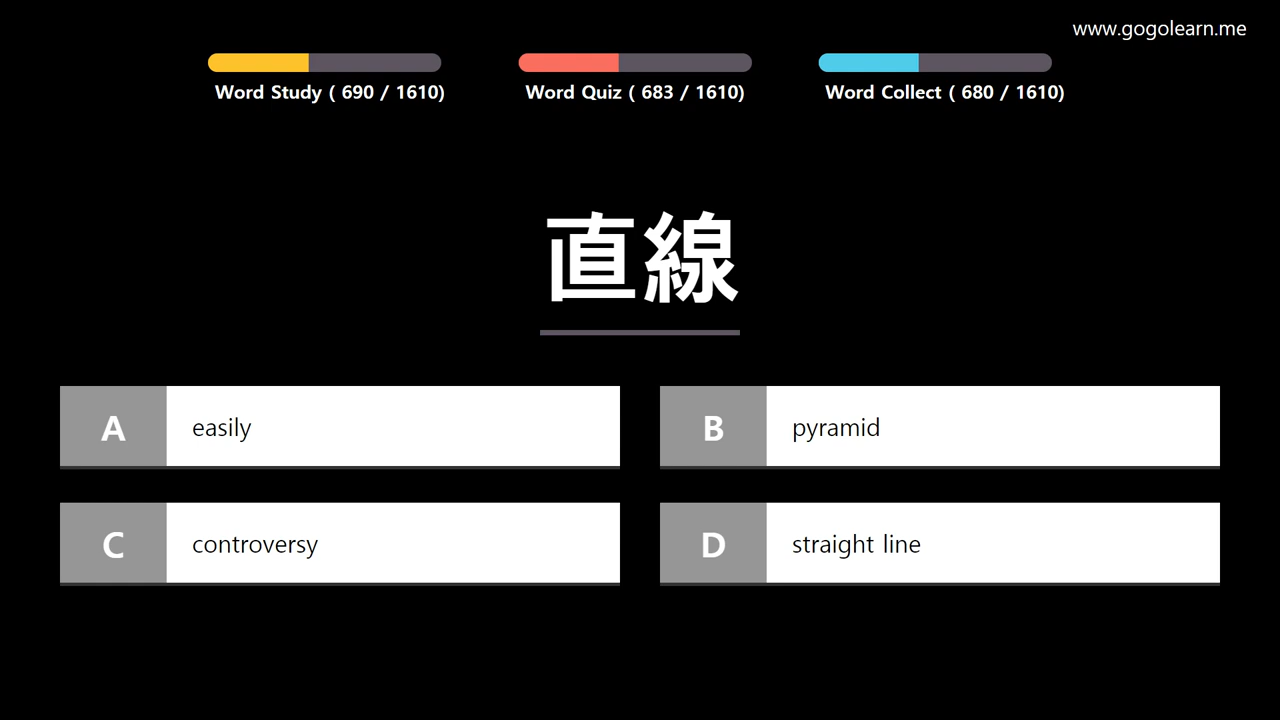 www.gogolearn.me
Word Study ( 690 / 1610)
Word Quiz ( 683 / 1610)
Word Collect ( 680 / 1610)
直線
A easily
B pyramid
C controversy
D straight line